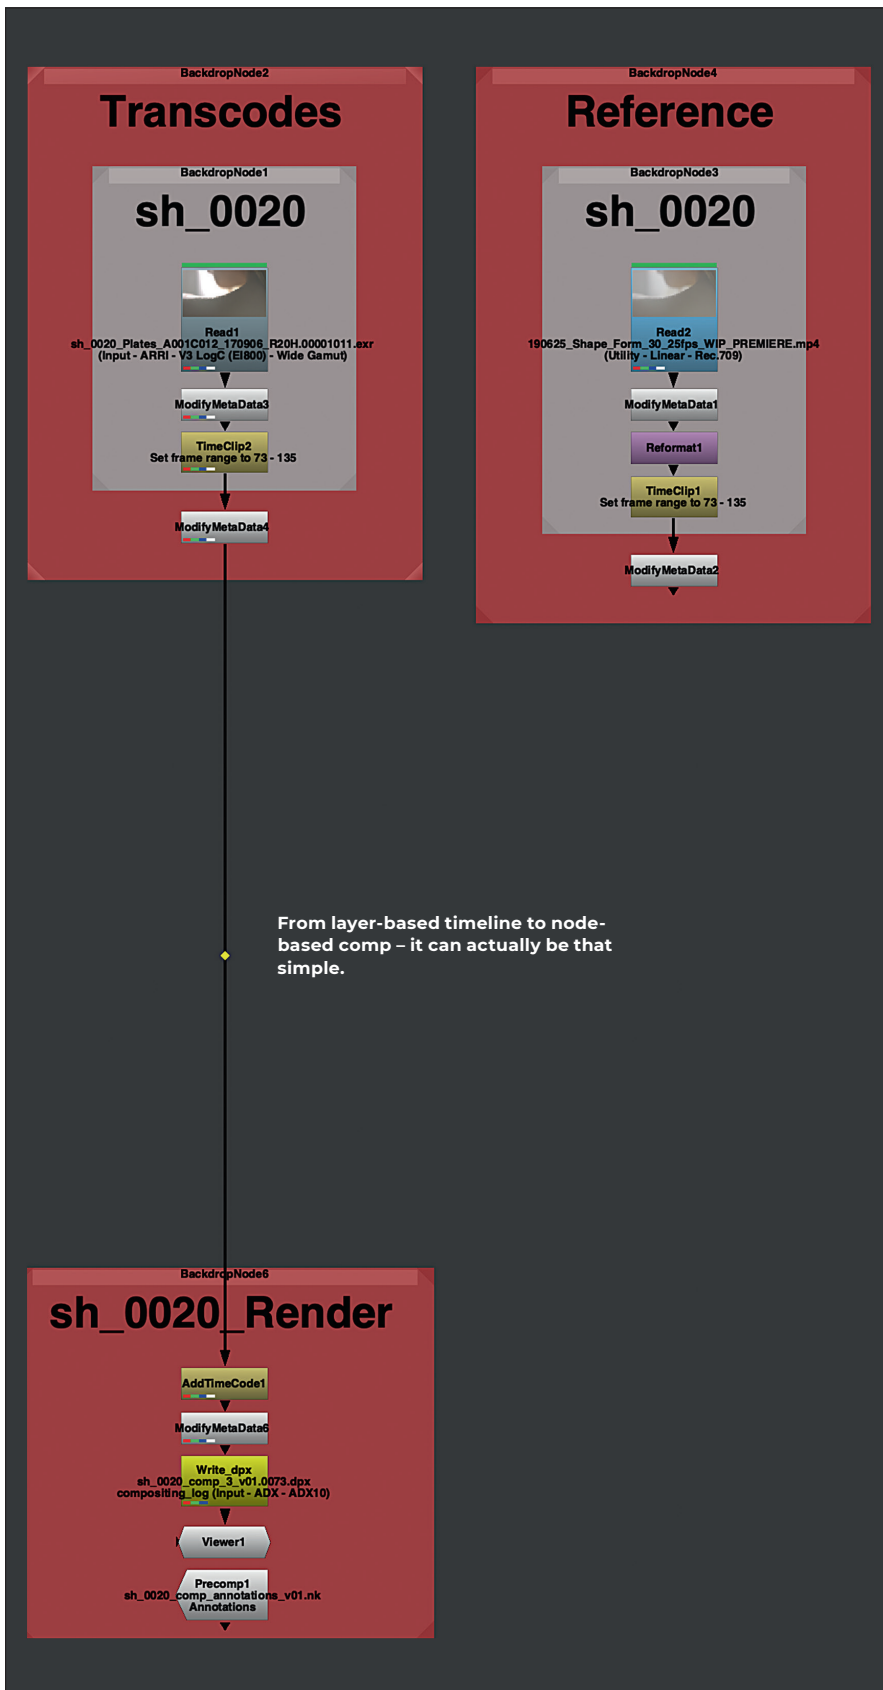 BackdropNode2
Transcodes
BackdropNode1
sh_0020
Read1
sh_0020_Plates_A001C012_170906_R20H.00001011.exr
(Input - ARRI - V3 LogC (EI800) - Wide Gamut)
ModifyMetaData3
TimeClip2
Set frame range to 73 - 135
ModifyMetaData4
BackdropNode4
Reference
BackdropNode3
sh_0020
Read2
190625_Shape_Form_30_25fps_WIP_PREMIERE.mp4
(Utility - Linear - Rec.709)
ModifyMetaData1
Reformat1
TimeClip1
Set frame range to 73 - 135
ModifyMetaData2
From layer-based timeline to node-
based comp – it can actually be that
simple.
BackdropNode6
sh_0020_Render
AddTimeCode1
ModifyMetaData6
Write_dpx
sh_0020_comp_3_v01.0073.dpx
compositing_log (Input - ADX - ADX10)
Viewer1
Precomp1
sh_0020_comp_annotations_v01.nk
Annotations